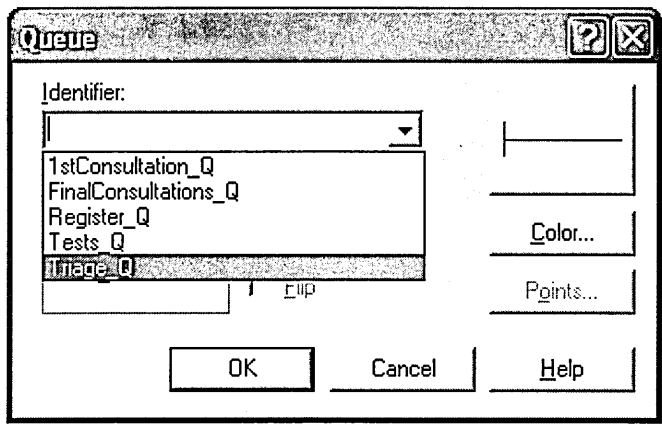 Queue
Identifier:
1stConsultation_Q
FinalConsultations_Q
Register_Q
Tests_Q
Triage_Q
Flip
Color...
Points...
OK Cancel Help